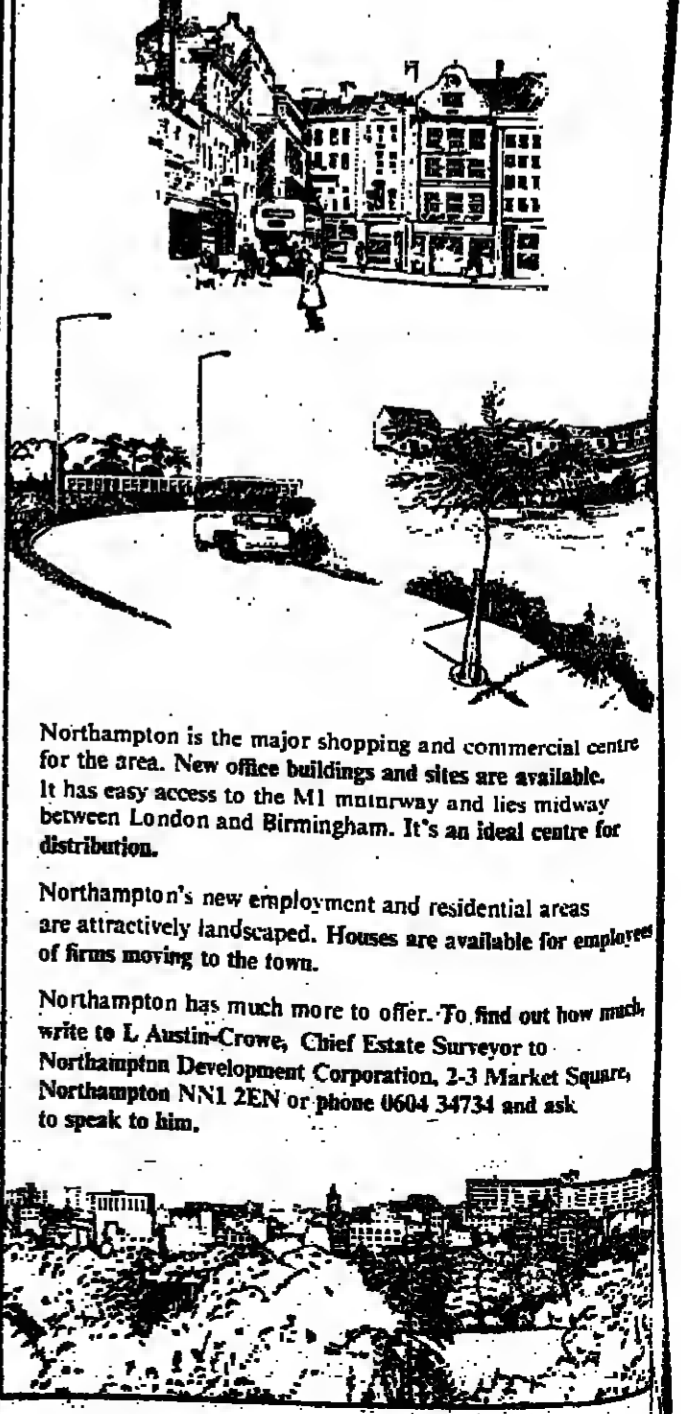 Northampton is the major shopping and commercial centre
for the area. New office buildings and sites are available.
It has easy access to the M1 motorway and lies midway
between London and Birmingham. It's an ideal centre for
distribution.
Northampton's new employment and residential areas
are attractively landscaped. Houses are available for employees
of firms moving to the town.
Northampton has much more to offer. To find out how much,
write to L Austin-Crowe, Chief Estate Surveyor to
Northampton Development Corporation, 2-3 Market Square,
Northampton NN1 2EN or phone 0604 34734 and ask
to speak to him.